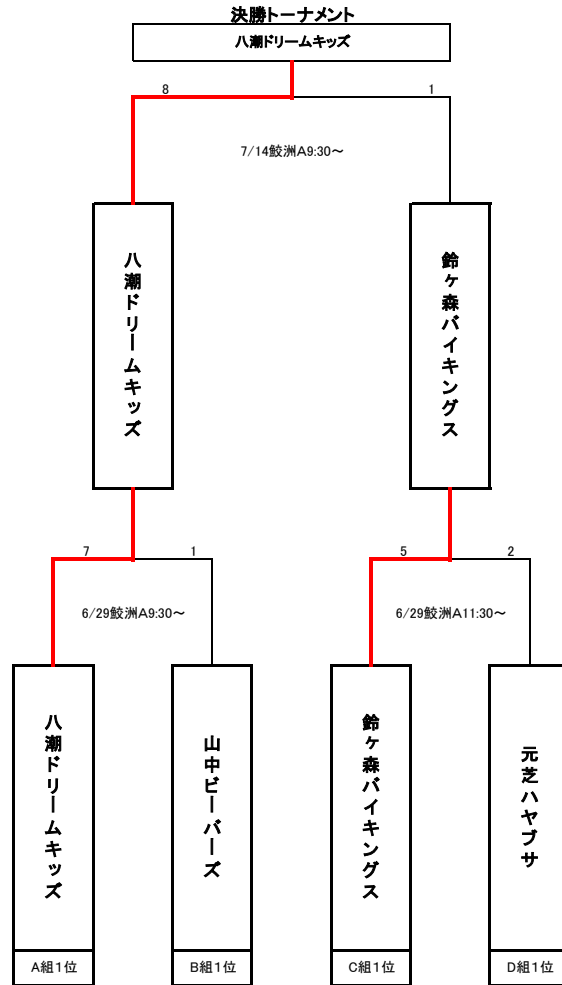 決勝トーナメント
八潮ドリームキッズ
8
1
7/14鮫洲A9:30～
八潮ドリームキッズ
鈴ヶ森バイキングス
7
1
5
2
6/29鮫洲A9:30～
6/29鮫洲A11:30～
八潮ドリームキッズ
山中ビーバーズ
鈴ヶ森バイキングス
元芝ハヤブサ
A組1位
B組1位
C組1位
D組1位